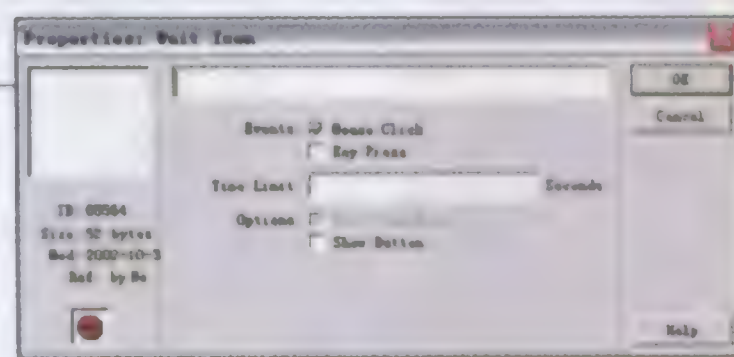 Properties: Wait Icon
OK
Cancel
Events Mouse Click
Key Press
Time Limit Seconds
Options
Show Button
ID
Size 52 bytes
Mod 2002-10-3
Ref by No
Help